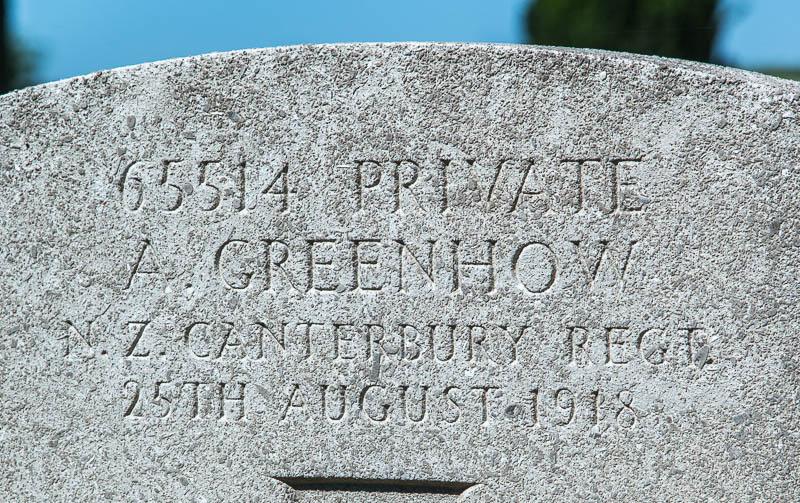 65514 PRIVATE
A. GREENHOW
N.Z. CANTERBURY REGT.
25TH AUGUST 1918